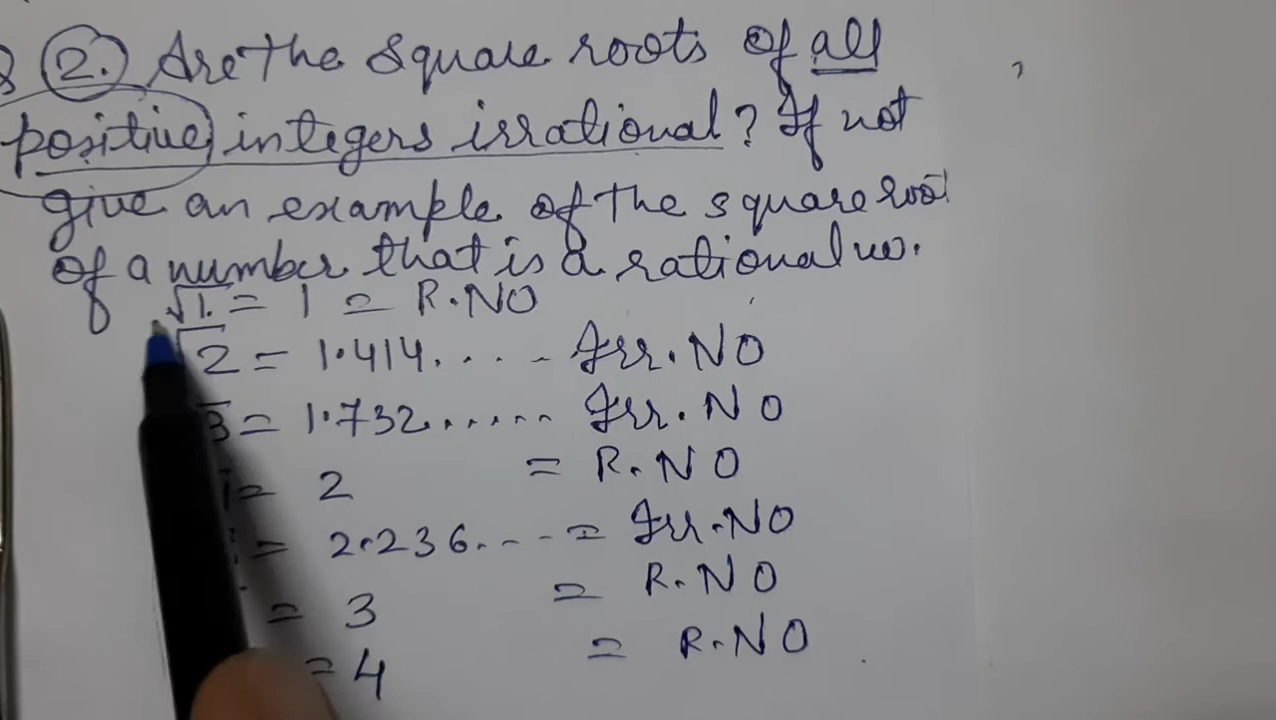 2. Are the square roots of all
positive integers irrational? If not
give an example of the square root
of a number that is a rational no.
√1. = 1 = R.NO
√2 = 1.414.... Irr.NO
√3 = 1.732...... Irr.NO
= 2 = R.NO
= 2.236.... = Irr.NO
= 3 = R.NO
= 4 = R.NO